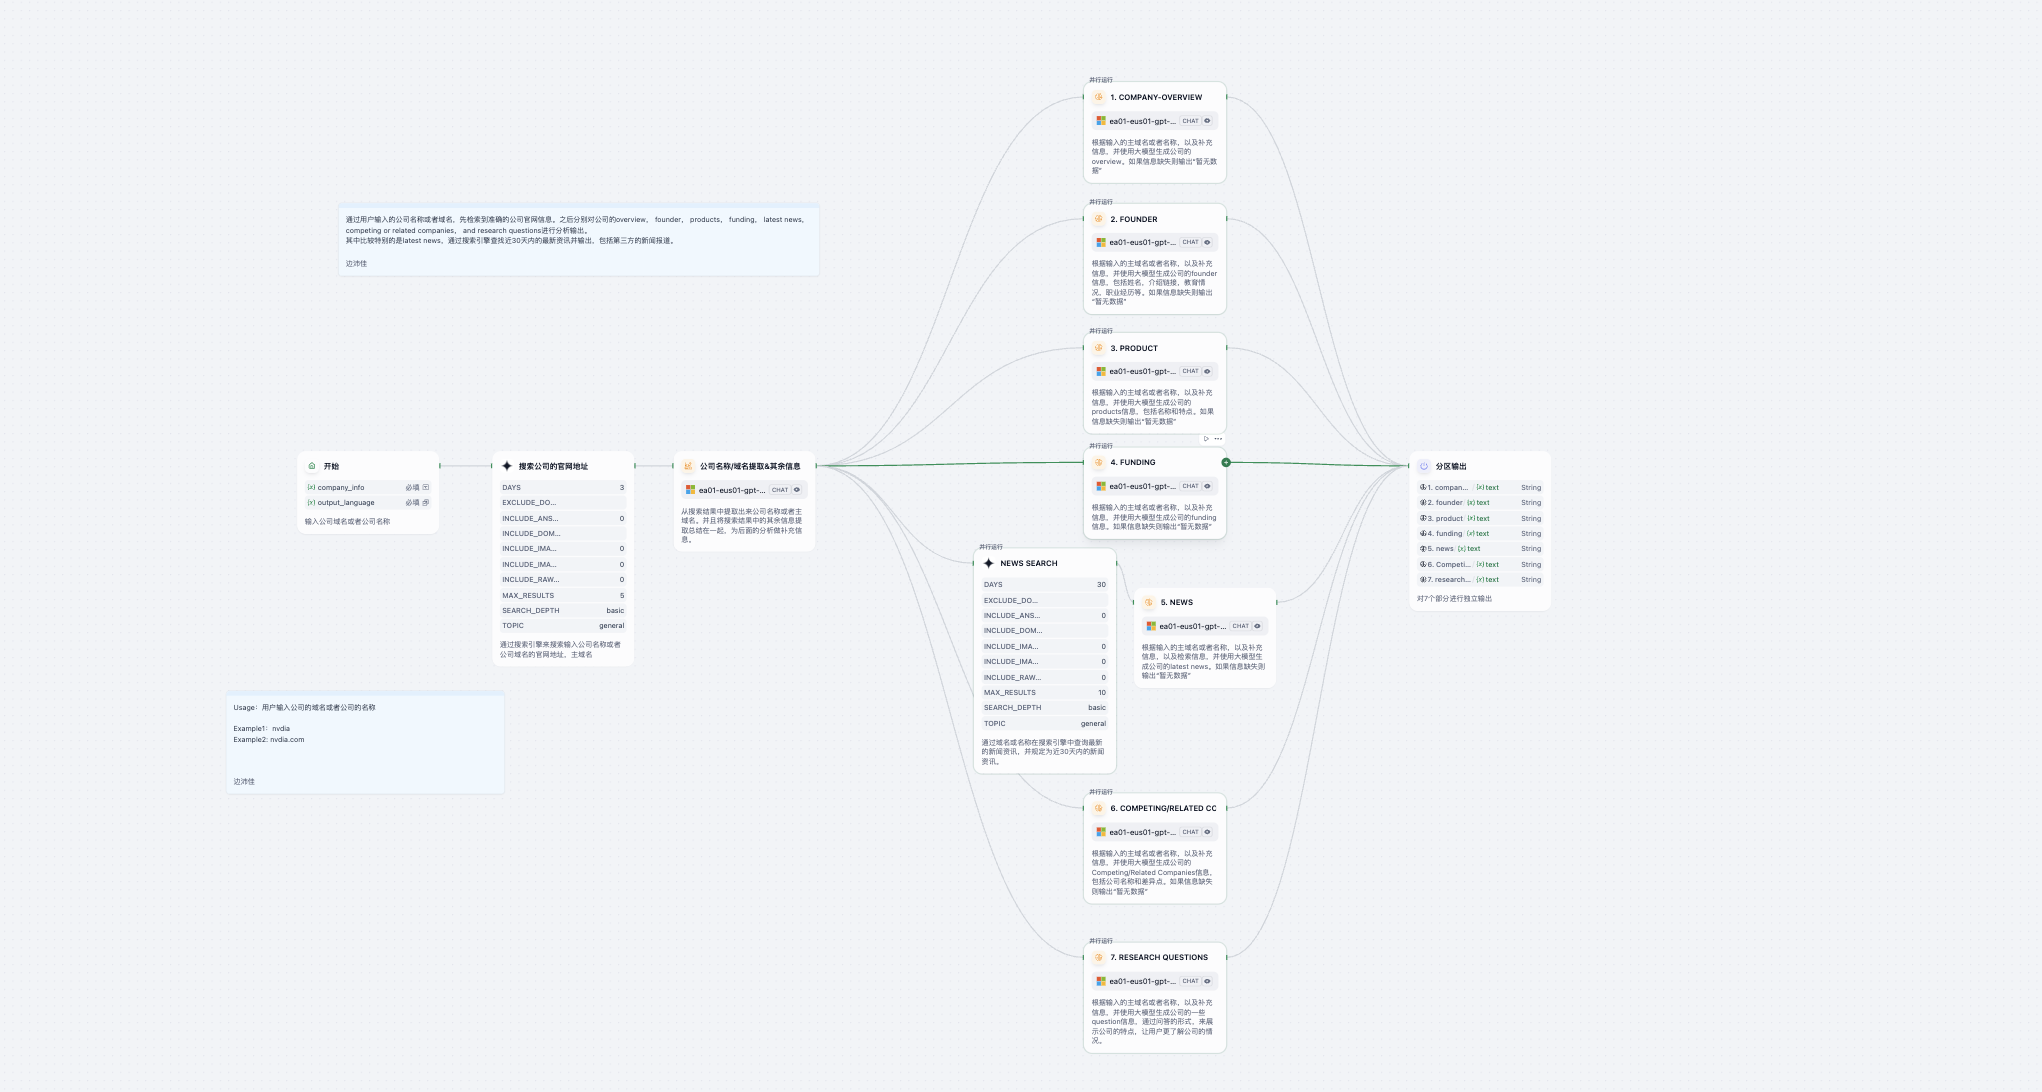 通过用户输入的公司名称或者域名，先检索到准确的公司官网信息。之后分别对公司的overview， founder， products， funding， latest news,
competing or related companies， and research questions进行分析输出。
其中比较特别的是latest news，通过搜索引擎查找近30天内的最新资讯并输出，包括第三方的新闻报道。
边沛佳
开始
company_info 必填
output_language 必填
输入公司域名或者公司名称
搜索公司的官网地址
DAYS 3
EXCLUDE_DO...
INCLUDE_ANS... 0
INCLUDE_DOM...
INCLUDE_IMA... 0
INCLUDE_IMA... 0
INCLUDE_RAW... 0
MAX_RESULTS 5
SEARCH_DEPTH basic
TOPIC general
通过搜索引擎来搜索输入公司名称或者
公司域名的官网地址，主域名
公司名称/域名提取&其余信息
ea01-eus01-gpt-... CHAT
从搜索结果中提取出来公司名称或者主
域名。并且将搜索结果中的其余信息提
取总结在一起，为后面的分析做补充信
息。
Usage：用户输入公司的域名或者公司的名称
Example1：nvdia
Example2: nvdia.com
边沛佳
并行运行
1. COMPANY-OVERVIEW
ea01-eus01-gpt-... CHAT
根据输入的主域名或者名称，以及补充
信息，并使用大模型生成公司的
overview。如果信息缺失则输出“暂无数
据”
并行运行
2. FOUNDER
ea01-eus01-gpt-... CHAT
根据输入的主域名或者名称，以及补充
信息，并使用大模型生成公司的founder
信息，包括姓名、介绍链接，教育情
况，职业经历等。如果信息缺失则输出
“暂无数据”
并行运行
3. PRODUCT
ea01-eus01-gpt-... CHAT
根据输入的主域名或者名称，以及补充
信息，并使用大模型生成公司的
products信息，包括名称和特点。如果
信息缺失则输出“暂无数据”
并行运行
4. FUNDING
ea01-eus01-gpt-... CHAT
根据输入的主域名或者名称，以及补充
信息，并使用大模型生成公司的funding
信息。如果信息缺失则输出“暂无数据”
并行运行
NEWS SEARCH
DAYS 30
EXCLUDE_DO...
INCLUDE_ANS... 0
INCLUDE_DOM...
INCLUDE_IMA... 0
INCLUDE_IMA... 0
INCLUDE_RAW... 0
MAX_RESULTS 10
SEARCH_DEPTH basic
TOPIC general
通过域名或名称在搜索引擎中查询最新
的新闻资讯，并规定为近30天内的新闻
资讯。
5. NEWS
ea01-eus01-gpt-... CHAT
根据输入的主域名或者名称，以及补充
信息，以及检索信息，并使用大模型生
成公司的latest news。如果信息缺失则
输出“暂无数据”
并行运行
6. COMPETING/RELATED CO
ea01-eus01-gpt-... CHAT
根据输入的主域名或者名称，以及补充
信息，并使用大模型生成公司的
Competing/Related Companies信息，
包括公司名称和差异点。如果信息缺失
则输出“暂无数据”
并行运行
7. RESEARCH QUESTIONS
ea01-eus01-gpt-... CHAT
根据输入的主域名或者名称，以及补充
信息，并使用大模型生成公司的一些
question信息，通过问答的形式，来展
示公司的特点，让用户更了解公司的情
况。
分区输出
1. compan... / {x} text String
2. founder / {x} text String
3. product / {x} text String
4. funding / {x} text String
5. news / {x} text String
6. Competi... / {x} text String
7. research... / {x} text String
对7个部分进行独立输出